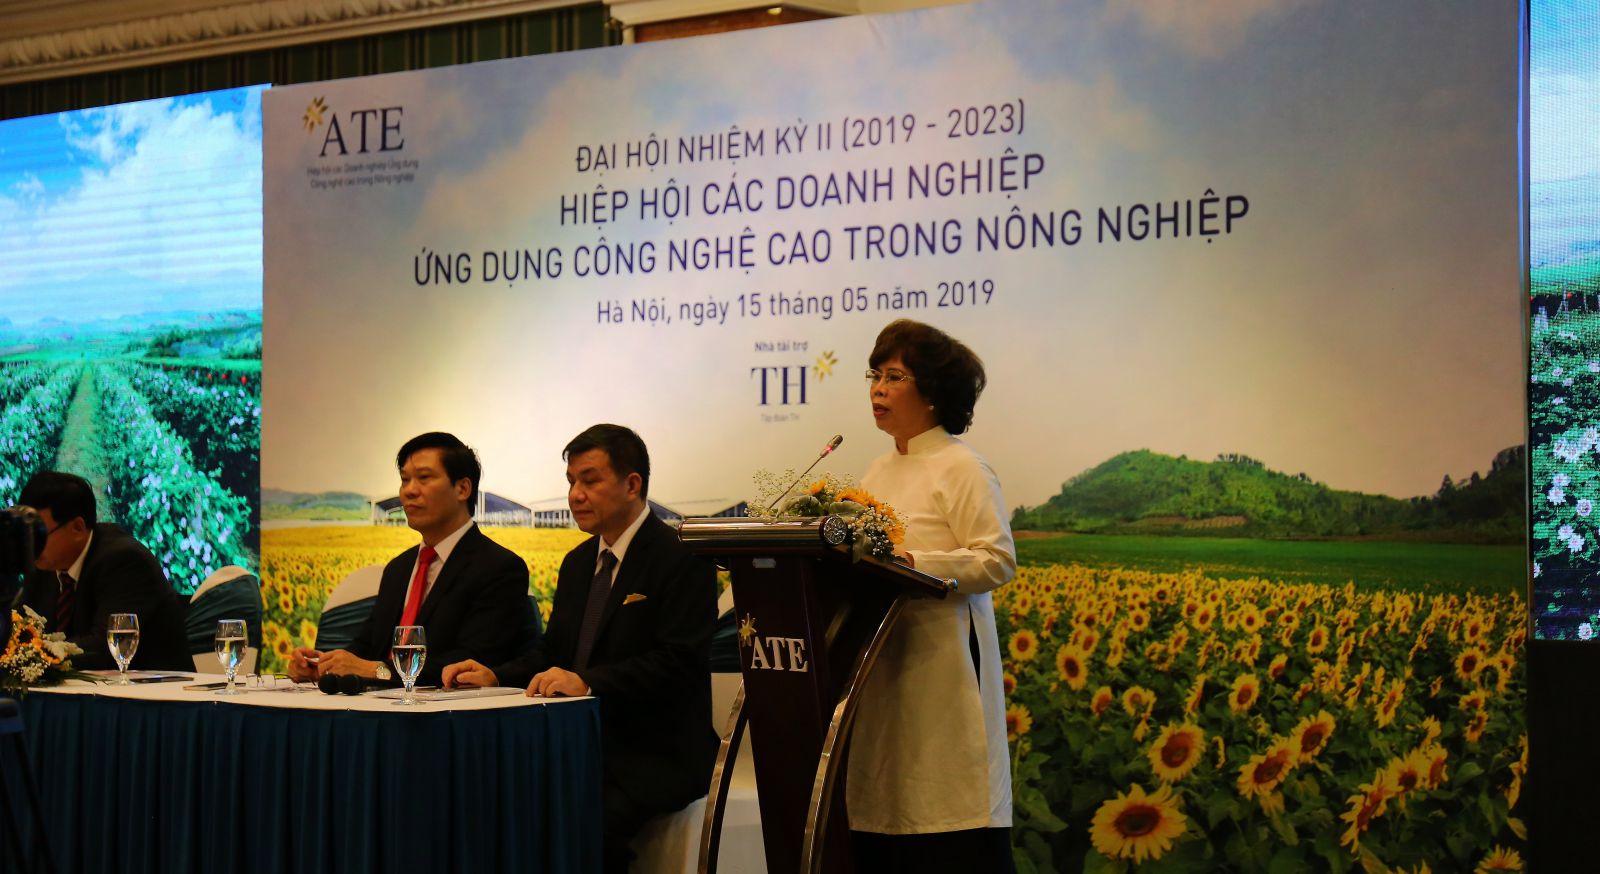 ATE
Hiệp hội các Doanh nghiệp Ứng dụng
Công nghệ cao trong Nông nghiệp
ĐẠI HỘI NHIỆM KỲ II (2019 - 2023)
HIỆP HỘI CÁC DOANH NGHIỆP
ỨNG DỤNG CÔNG NGHỆ CAO TRONG NÔNG NGHIỆP
Hà Nội, ngày 15 tháng 05 năm 2019
Nhà tài trợ
TH
Tập đoàn TH
ATE